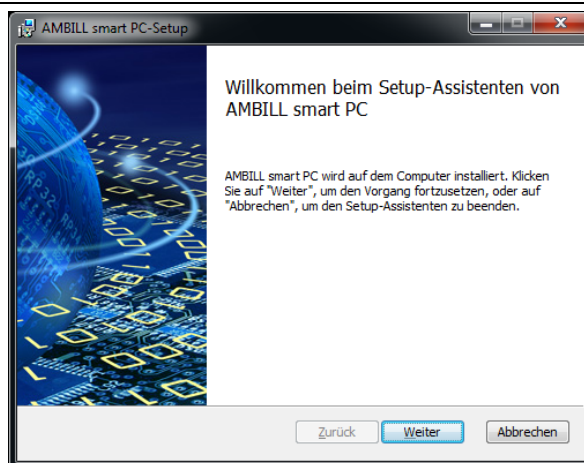 AMBILL smart PC-Setup
Willkommen beim Setup-Assistenten von
AMBILL smart PC
AMBILL smart PC wird auf dem Computer installiert. Klicken
Sie auf "Weiter", um den Vorgang fortzusetzen, oder auf
"Abbrechen", um den Setup-Assistenten zu beenden.
RP32
Zurück Weiter Abbrechen